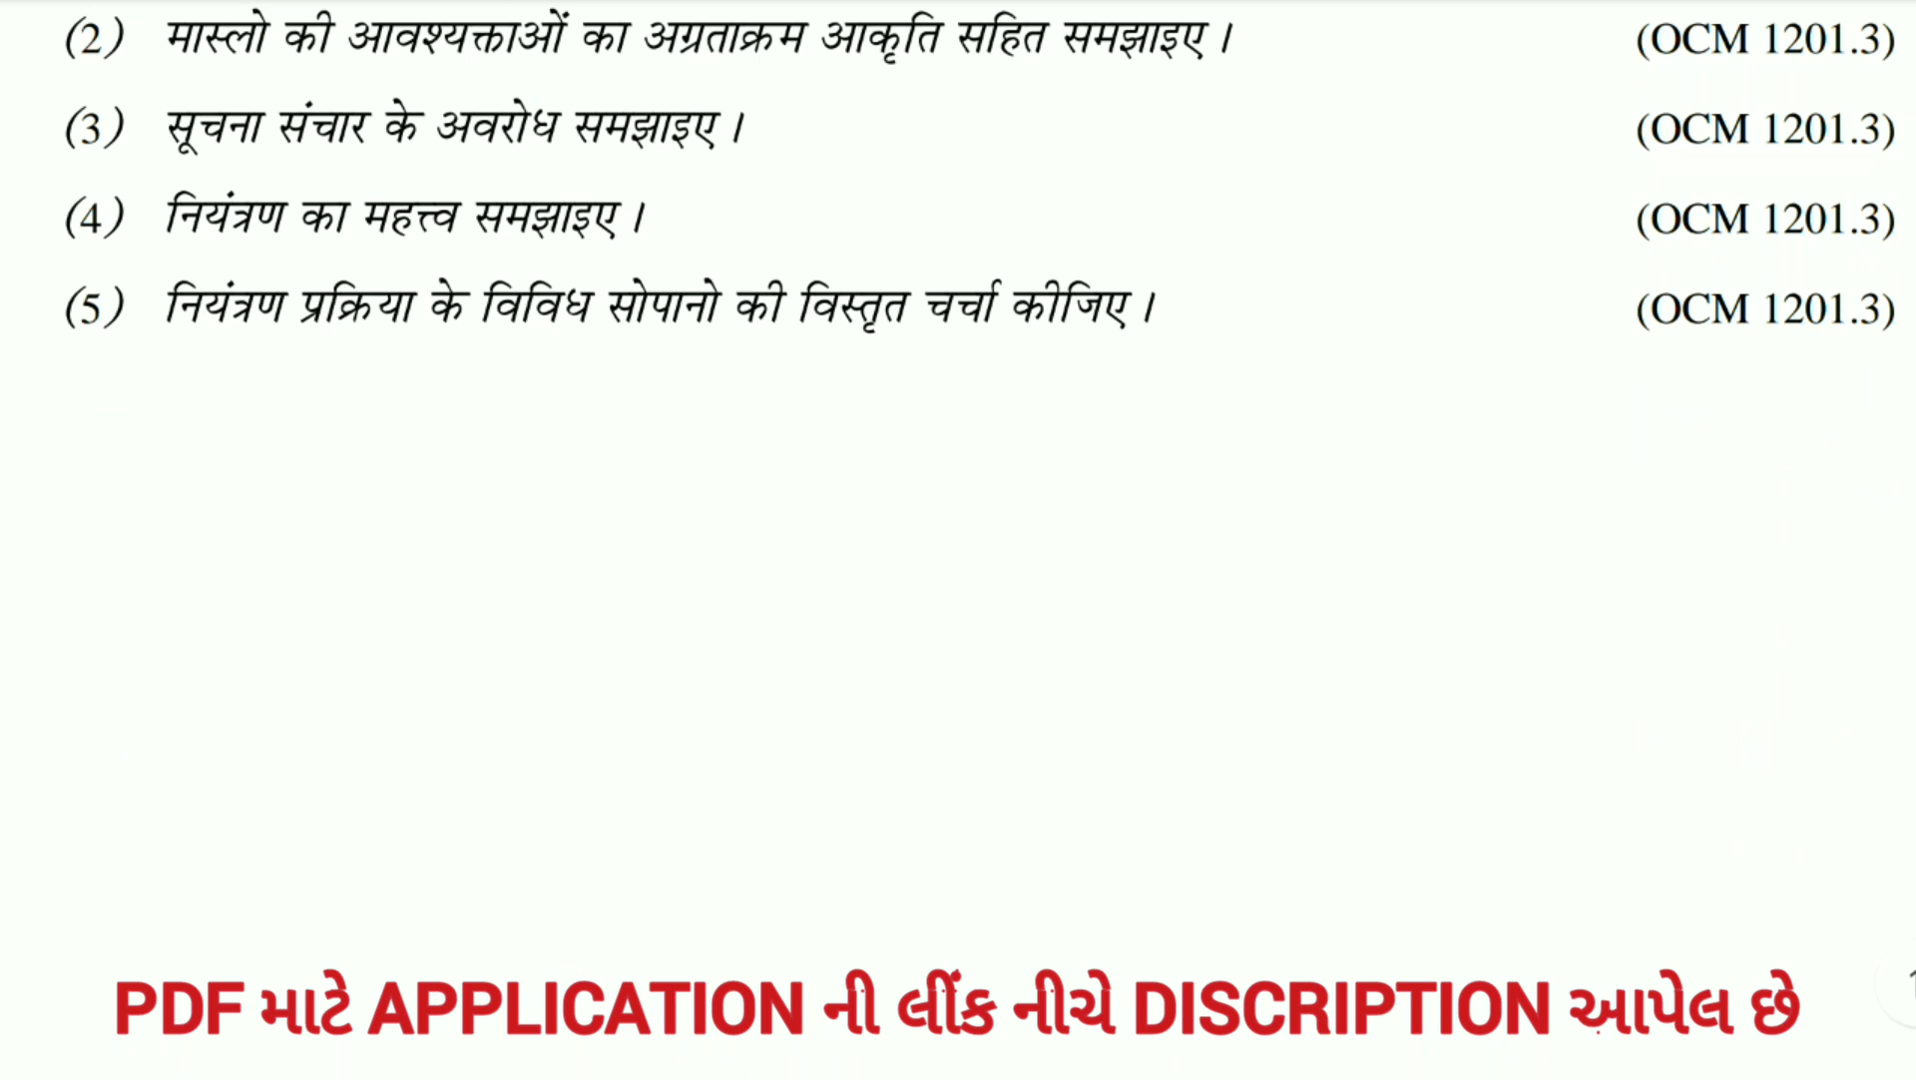 (2) मास्लो की आवश्यक्ताओं का अग्रताक्रम आकृति सहित समझाइए । (OCM 1201.3)
(3) सूचना संचार के अवरोध समझाइए । (OCM 1201.3)
(4) नियंत्रण का महत्त्व समझाइए । (OCM 1201.3)
(5) नियंत्रण प्रक्रिया के विविध सोपानो की विस्तृत चर्चा कीजिए । (OCM 1201.3)
PDF માટે APPLICATION ની લીંક નીચે DISCRIPTION આપેલ છે